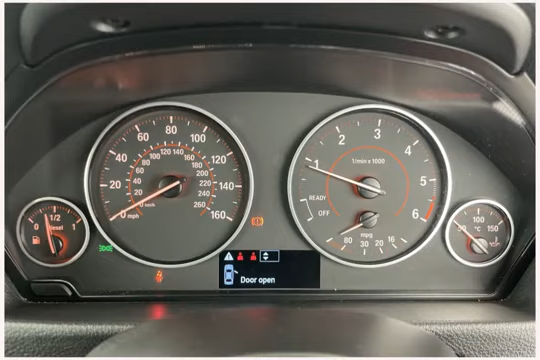 0 1/2 1
Diesel
0 20 40 60 80 100 120 140 160
mph
0 20 40 60 80 100 120 140 160 180 200 220 240 260
km/h
1 2 3 4 5 6
1/min x 1000
READY
OFF
80 30 20 16
mpg
50 100 150
°C
Door open